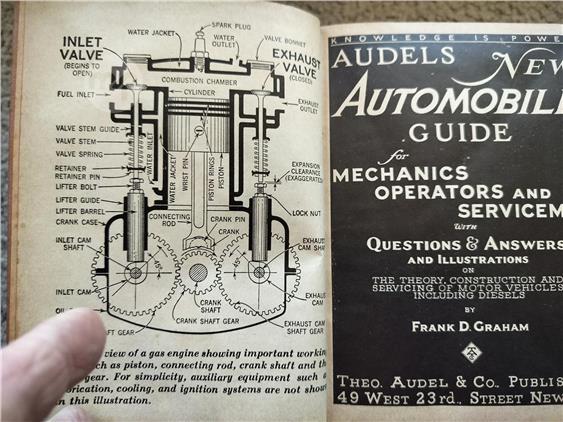 SPARK PLUG
WATER JACKET
WATER
OUTLET
VALVE BONNET
INLET
VALVE
(BEGINS TO
OPEN)
EXHAUST
VALVE
(CLOSED)
COMBUSTION CHAMBER
CYLINDER
FUEL INLET
EXHAUST
OUTLET
VALVE STEM GUIDE
VALVE STEM
VALVE SPRING
RETAINER
RETAINER PIN
LIFTER BOLT
LIFTER GUIDE
LIFTER BARREL
CRANK CASE
WATER INLET
WATER JACKET
WRIST PIN
PISTON RINGS
PISTON
EXPANSION
CLEARANCE
(EXAGGERATED)
LOCK NUT
CONNECTING
ROD
CRANK PIN
CRANK
INLET CAM
SHAFT
EXHAUST
CAM
45°
45°
INLET CAM
EXHAUST
CAM
CRANK
SHAFT
CRANK SHAFT GEAR
SHAFT GEAR
EXHAUST CAM
SHAFT GEAR
view of a gas engine showing important workin
ch as piston, connecting rod, crank shaft and th
gear. For simplicity, auxiliary equipment such
brication, cooling, and ignition systems are not show
n this illustration.
KNOWLEDGE IS POWE
AUDELS NEW
AUTOMOBIL
GUIDE
for
MECHANICS
OPERATORS AND
SERVICEM
WITH
QUESTIONS & ANSWERS
AND ILLUSTRATIONS
ON
THE THEORY, CONSTRUCTION AND
SERVICING OF MOTOR VEHICLES
INCLUDING DIESELS
BY
FRANK D. GRAHAM
THEO. AUDEL & CO., PUBLIS
49 WEST 23RD., STREET NEW